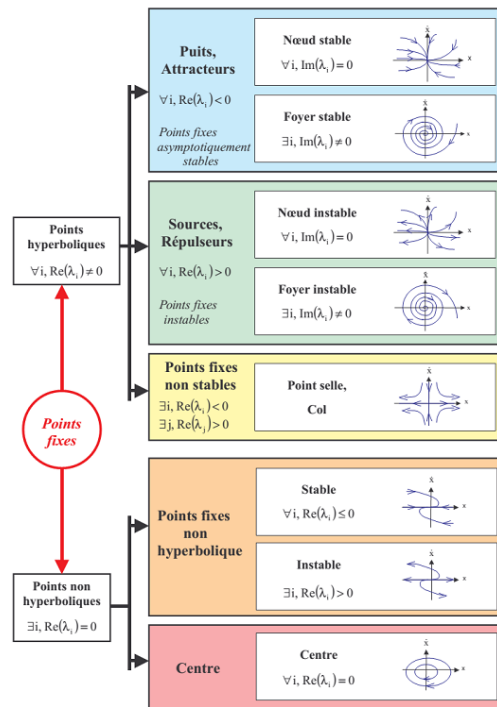 Puits,
Attracteurs
∀i, Re(λi) < 0
Points fixes
asymptotiquement
stables
Nœud stable
∀i, Im(λi) = 0
ẋ
x
Foyer stable
∃i, Im(λi) ≠ 0
ẋ
x
Points
hyperboliques
∀i, Re(λi) ≠ 0
Sources,
Répulseurs
∀i, Re(λi) > 0
Points fixes
instables
Nœud instable
∀i, Im(λi) = 0
ẋ
x
Foyer instable
∃i, Im(λi) ≠ 0
ẋ
x
Points fixes
non stables
∃i, Re(λi) < 0
∃j, Re(λj) > 0
Point selle,
Col
ẋ
x
Points
fixes
Points fixes
non
hyperbolique
Stable
∀i, Re(λi) ≤ 0
ẋ
x
Instable
∃i, Re(λi) > 0
ẋ
x
Points non
hyperboliques
∃i, Re(λi) = 0
Centre
Centre
∀i, Re(λi) = 0
ẋ
x